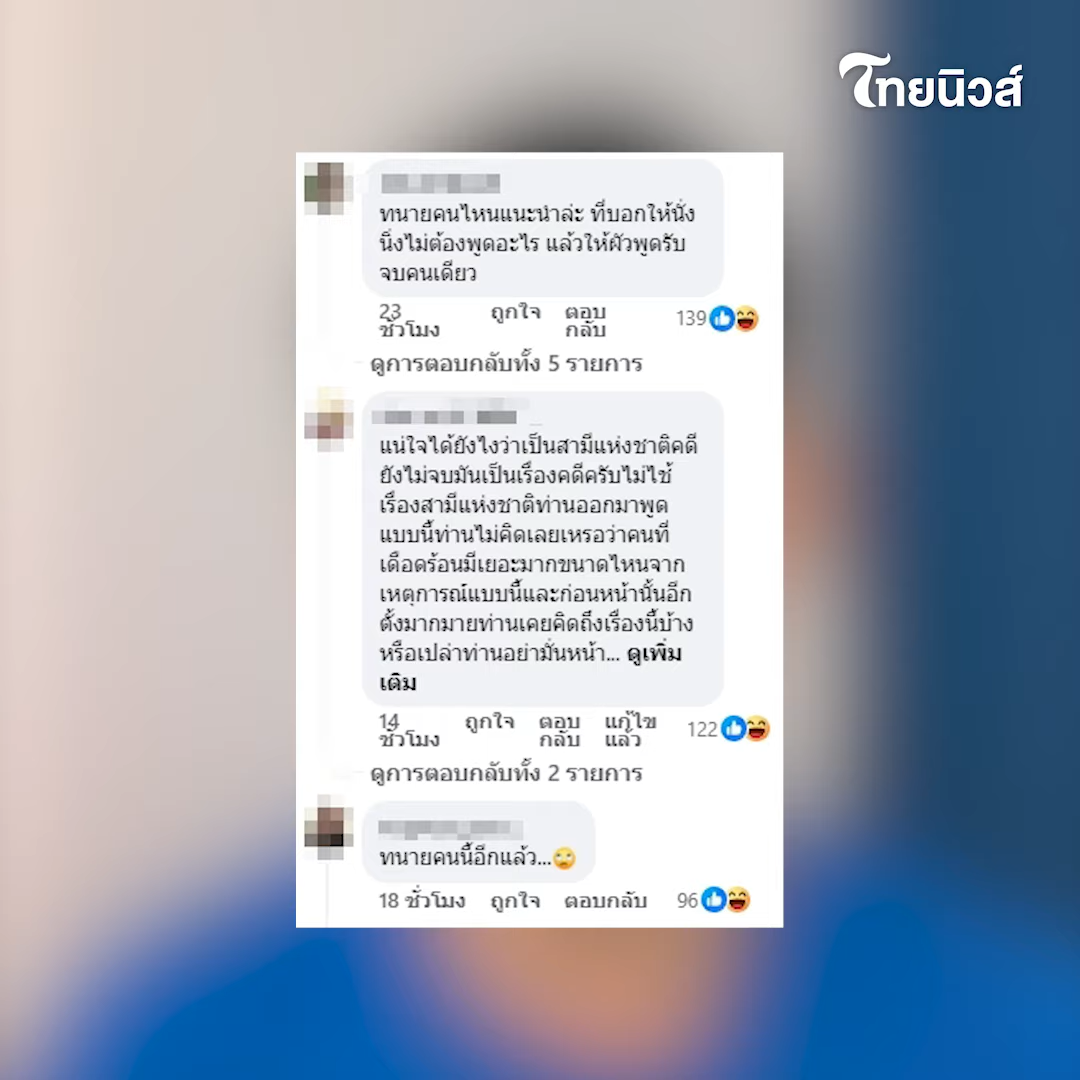 ไทยนิวส์
ทนายคนไหนแนะนำล่ะ ที่บอกให้นั่ง
นิ่งไม่ต้องพูดอะไร แล้วให้ผัวพูดรับ
จบคนเดียว
23 ชั่วโมง ถูกใจ ตอบกลับ 139
ดูการตอบกลับทั้ง 5 รายการ
แน่ใจได้ยังไงว่าเป็นสามีแห่งชาติคดี
ยังไม่จบมันเป็นเรื่องคดีครับไม่ไช้
เรื่องสามีแห่งชาติท่านออกมาพูด
แบบนี้ท่านไม่คิดเลยเหรอว่าคนที่
เดือดร้อนมีเยอะมากขนาดไหนจาก
เหตุการณ์แบบนี้และก่อนหน้านั้นอีก
ตั้งมากมายท่านเคยคิดถึงเรื่องนี้บ้าง
หรือเปล่าท่านอย่ามั่นหน้า... ดูเพิ่ม
เติม
14 ชั่วโมง ถูกใจ ตอบกลับ แก้ไขแล้ว 122
ดูการตอบกลับทั้ง 2 รายการ
ทนายคนนี้อีกแล้ว...🙄
18 ชั่วโมง ถูกใจ ตอบกลับ 96